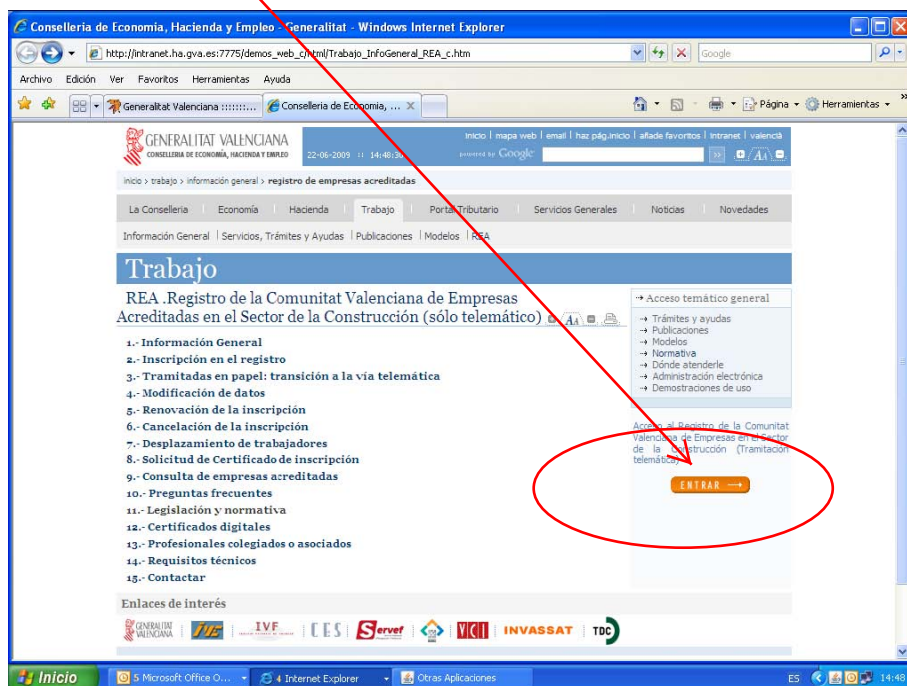 Conselleria de Economia, Hacienda y Empleo - Generalitat - Windows Internet Explorer
http://intranet.ha.gva.es:7775/demos_web_c/html/Trabajo_InfoGeneral_REA_c.htm
Google
Archivo Edición Ver Favoritos Herramientas Ayuda
Generalitat Valenciana :::::::... Conselleria de Economia, ... X Página Herramientas
GENERALITAT VALENCIANA
CONSELLERIA DE ECONOMÍA, HACIENDA Y EMPLEO
22-06-2009 :: 14:48:
inicio | mapa web | email | haz pág.inicio | añade favoritos | intranet | valencià
powered by Google
inicio > trabajo > información general > registro de empresas acreditadas
La Conselleria Economía Hacienda Trabajo Portal Tributario Servicios Generales Noticias Novedades
Información General | Servicios, Trámites y Ayudas | Publicaciones | Modelos | REA
Trabajo
REA .Registro de la Comunitat Valenciana de Empresas
Acreditadas en el Sector de la Construcción (sólo telemático)
1.- Información General
2.- Inscripción en el registro
3.- Tramitadas en papel: transición a la vía telemática
4.- Modificación de datos
5.- Renovación de la inscripción
6.- Cancelación de la inscripción
7.- Desplazamiento de trabajadores
8.- Solicitud de Certificado de inscripción
9.- Consulta de empresas acreditadas
10.- Preguntas frecuentes
11.- Legislación y normativa
12.- Certificados digitales
13.- Profesionales colegiados o asociados
14.- Requisitos técnicos
15.- Contactar
Acceso temático general
Trámites y ayudas
Publicaciones
Modelos
Normativa
Dónde atenderle
Administración electrónica
Demostraciones de uso
Acceso al Registro de la Comunitat
Valenciana de Empresas en el Sector
de la Construcción (Tramitación
telemática)
ENTRAR
Enlaces de interés
GENERALITAT VALENCIANA IVE IVF CES Servef VCI INVASSAT TDC
Inicio 5 Microsoft Office O... 4 Internet Explorer Otras Aplicaciones ES 14:48